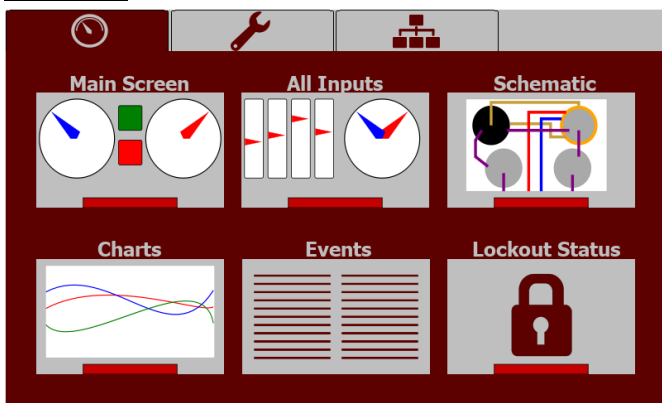 Main Screen
All Inputs
Schematic
Charts
Events
Lockout Status